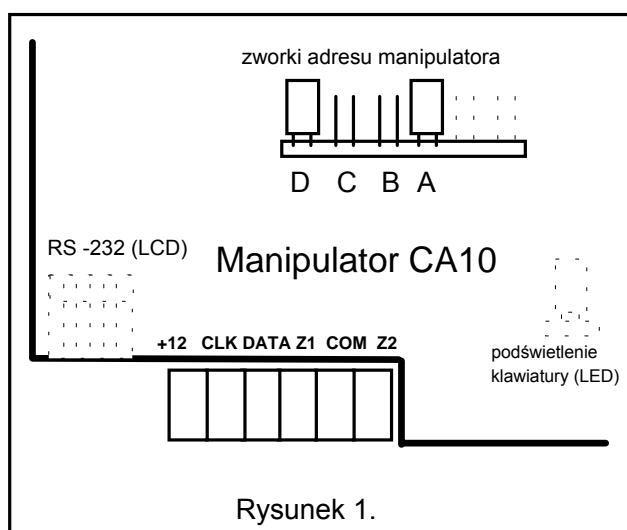 zworki adresu manipulatora
D C B A
RS -232 (LCD)
Manipulator CA10
+12 CLK DATA Z1 COM Z2
podświetlenie
klawiatury (LED)
Rysunek 1.